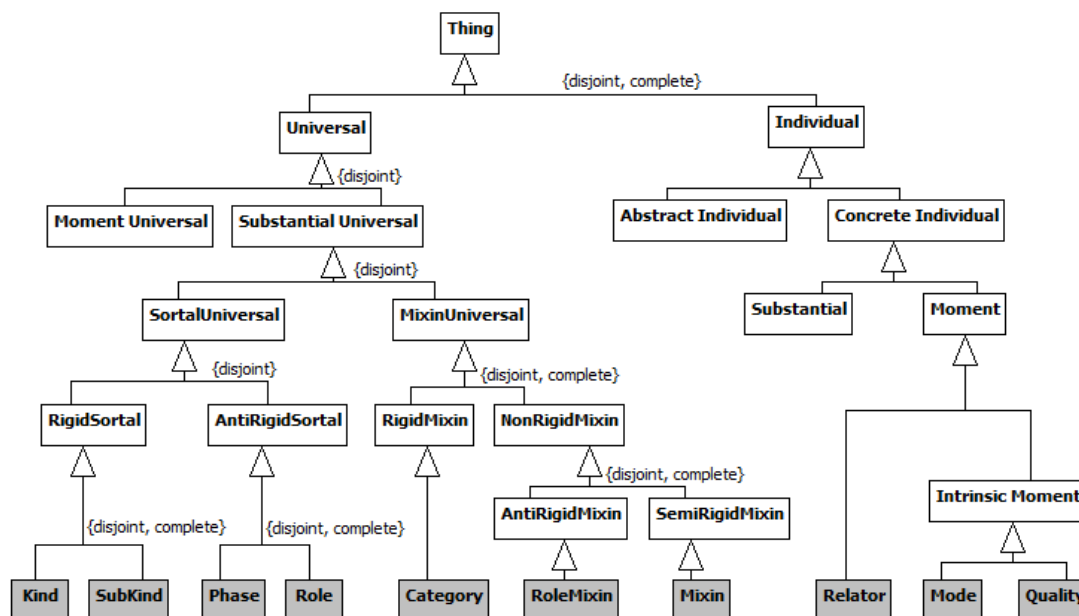 Thing
{disjoint, complete}
Universal
Individual
{disjoint}
Moment Universal
Substantial Universal
Abstract Individual
Concrete Individual
{disjoint}
SortalUniversal
MixinUniversal
Substantial
Moment
{disjoint}
{disjoint, complete}
RigidSortal
AntiRigidSortal
RigidMixin
NonRigidMixin
{disjoint, complete}
AntiRigidMixin
SemiRigidMixin
Intrinsic Moment
{disjoint, complete}
{disjoint, complete}
Kind
SubKind
Phase
Role
Category
RoleMixin
Mixin
Relator
Mode
Quality